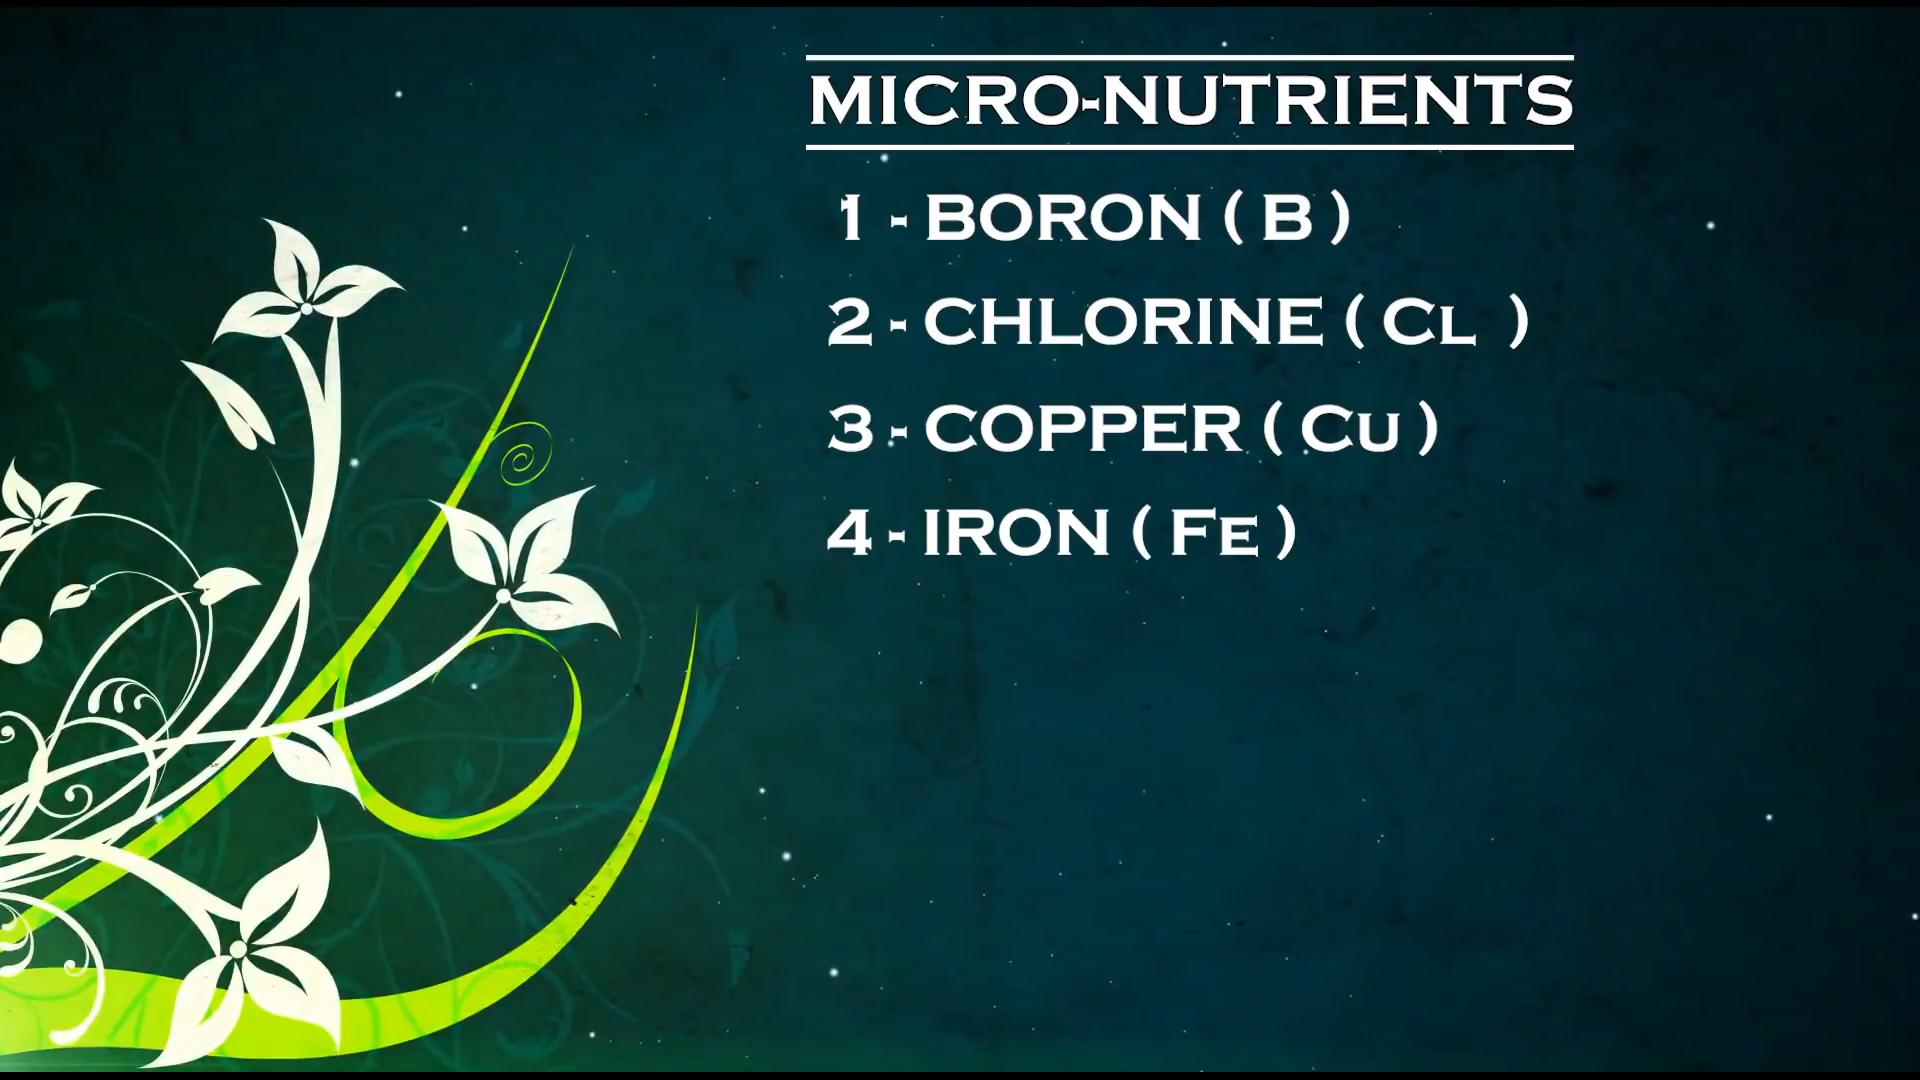 MICRO-NUTRIENTS
1 - BORON ( B )
2 - CHLORINE ( CL )
3 - COPPER ( CU )
4 - IRON ( FE )